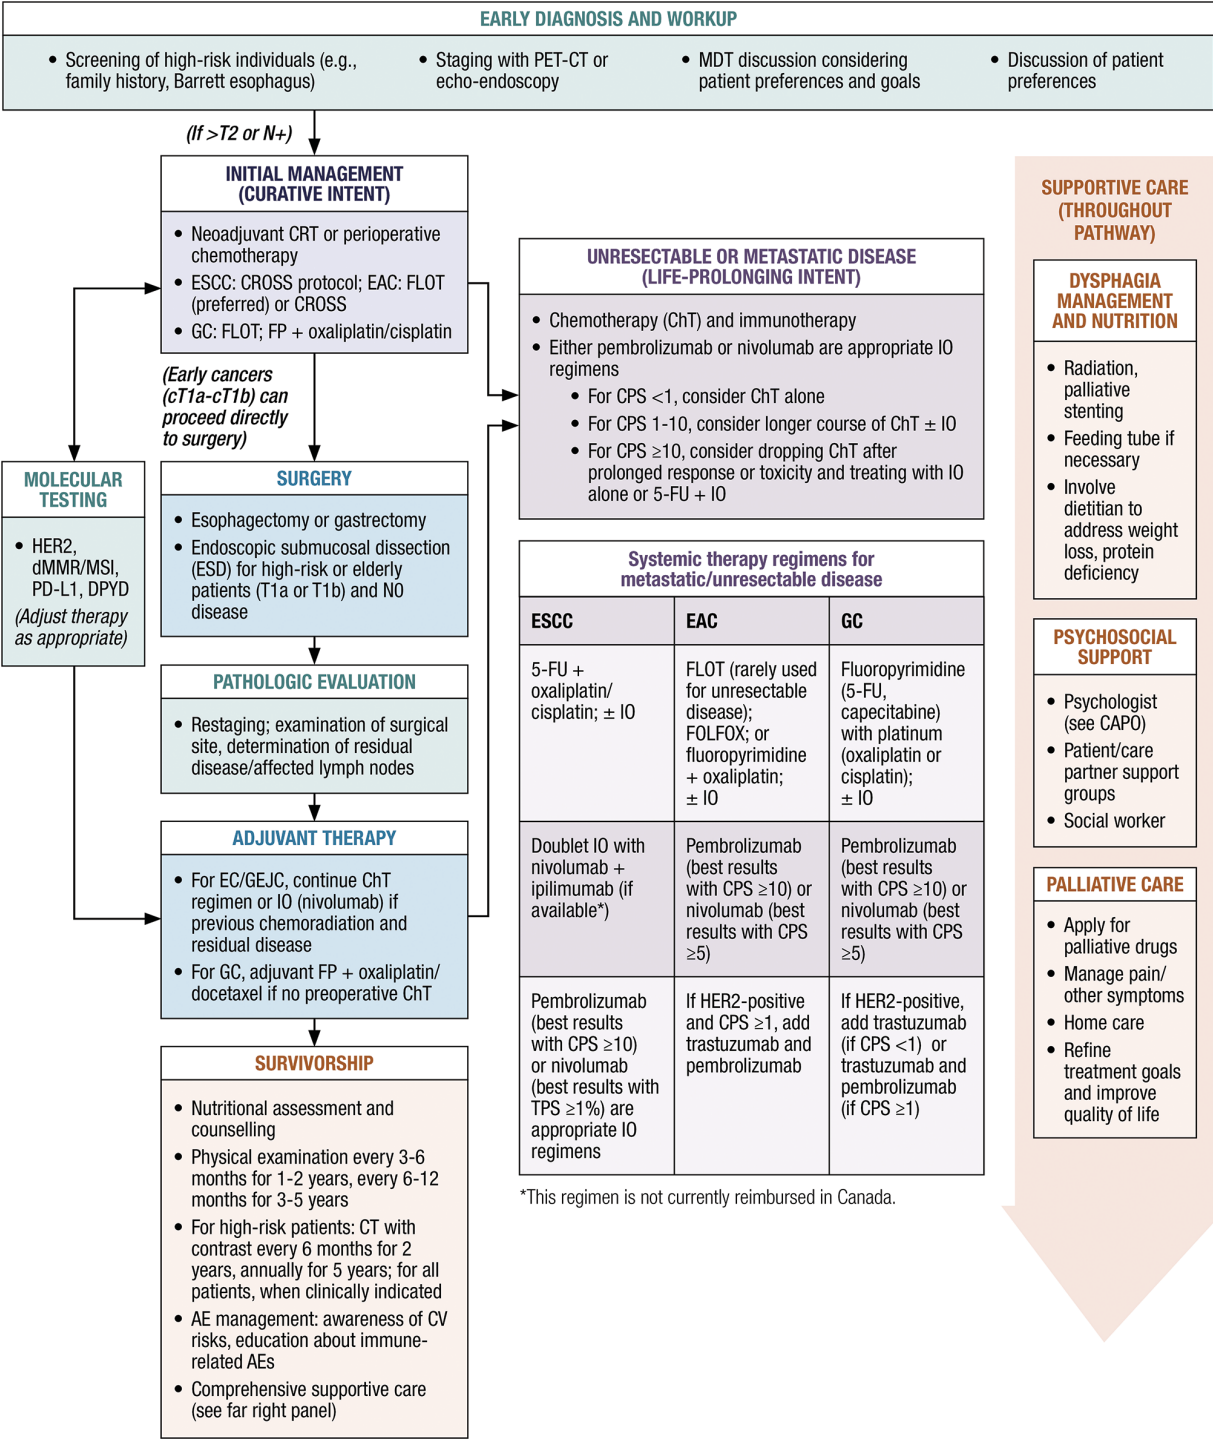 EARLY DIAGNOSIS AND WORKUP
• Screening of high-risk individuals (e.g.,
family history, Barrett esophagus)
• Staging with PET-CT or
echo-endoscopy
• MDT discussion considering
patient preferences and goals
• Discussion of patient
preferences
(If >T2 or N+)
INITIAL MANAGEMENT
(CURATIVE INTENT)
• Neoadjuvant CRT or perioperative
chemotherapy
• ESCC: CROSS protocol; EAC: FLOT
(preferred) or CROSS
• GC: FLOT; FP + oxaliplatin/cisplatin
(Early cancers
(cT1a-cT1b) can
proceed directly
to surgery)
MOLECULAR
TESTING
• HER2,
dMMR/MSI,
PD-L1, DPYD
(Adjust therapy
as appropriate)
SURGERY
• Esophagectomy or gastrectomy
• Endoscopic submucosal dissection
(ESD) for high-risk or elderly
patients (T1a or T1b) and N0
disease
PATHOLOGIC EVALUATION
• Restaging; examination of surgical
site, determination of residual
disease/affected lymph nodes
ADJUVANT THERAPY
• For EC/GEJC, continue ChT
regimen or IO (nivolumab) if
previous chemoradiation and
residual disease
• For GC, adjuvant FP + oxaliplatin/
docetaxel if no preoperative ChT
SURVIVORSHIP
• Nutritional assessment and
counselling
• Physical examination every 3-6
months for 1-2 years, every 6-12
months for 3-5 years
• For high-risk patients: CT with
contrast every 6 months for 2
years, annually for 5 years; for all
patients, when clinically indicated
• AE management: awareness of CV
risks, education about immune-
related AEs
• Comprehensive supportive care
(see far right panel)
UNRESECTABLE OR METASTATIC DISEASE
(LIFE-PROLONGING INTENT)
• Chemotherapy (ChT) and immunotherapy
• Either pembrolizumab or nivolumab are appropriate IO
regimens
• For CPS <1, consider ChT alone
• For CPS 1-10, consider longer course of ChT ± IO
• For CPS ≥10, consider dropping ChT after
prolonged response or toxicity and treating with IO
alone or 5-FU + IO
Systemic therapy regimens for
metastatic/unresectable disease
ESCC
EAC
GC
5-FU +
oxaliplatin/
cisplatin; ± IO
FLOT (rarely used
for unresectable
disease);
FOLFOX; or
fluoropyrimidine
+ oxaliplatin;
± IO
Fluoropyrimidine
(5-FU,
capecitabine)
with platinum
(oxaliplatin or
cisplatin);
± IO
Doublet IO with
nivolumab +
ipilimumab (if
available*)
Pembrolizumab
(best results
with CPS ≥10) or
nivolumab (best
results with CPS
≥5)
Pembrolizumab
(best results
with CPS ≥10) or
nivolumab (best
results with CPS
≥5)
Pembrolizumab
(best results
with CPS ≥10)
or nivolumab
(best results with
TPS ≥1%) are
appropriate IO
regimens
If HER2-positive
and CPS ≥1, add
trastuzumab and
pembrolizumab
If HER2-positive,
add trastuzumab
(if CPS <1) or
trastuzumab and
pembrolizumab
(if CPS ≥1)
*This regimen is not currently reimbursed in Canada.
SUPPORTIVE CARE
(THROUGHOUT
PATHWAY)
DYSPHAGIA
MANAGEMENT
AND NUTRITION
• Radiation,
palliative
stenting
• Feeding tube if
necessary
• Involve
dietitian to
address weight
loss, protein
deficiency
PSYCHOSOCIAL
SUPPORT
• Psychologist
(see CAPO)
• Patient/care
partner support
groups
• Social worker
PALLIATIVE CARE
• Apply for
palliative drugs
• Manage pain/
other symptoms
• Home care
• Refine
treatment goals
and improve
quality of life